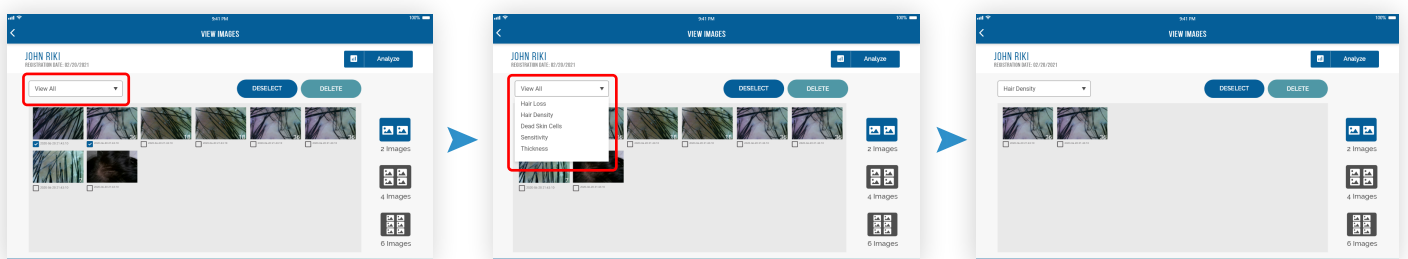 9:41 PM
100%
VIEW IMAGES
JOHN RIKI
REGISTRATION DATE: 02/20/2021
Analyze
View All
DESELECT
DELETE
2 Images
4 Images
6 Images
9:41 PM
100%
VIEW IMAGES
JOHN RIKI
REGISTRATION DATE: 02/20/2021
Analyze
View All
DESELECT
DELETE
Hair Loss
Hair Density
Dead Skin Cells
Sensitivity
Thickness
2 Images
4 Images
6 Images
9:41 PM
100%
VIEW IMAGES
JOHN RIKI
REGISTRATION DATE: 02/20/2021
Analyze
Hair Density
DESELECT
DELETE
2 Images
4 Images
6 Images